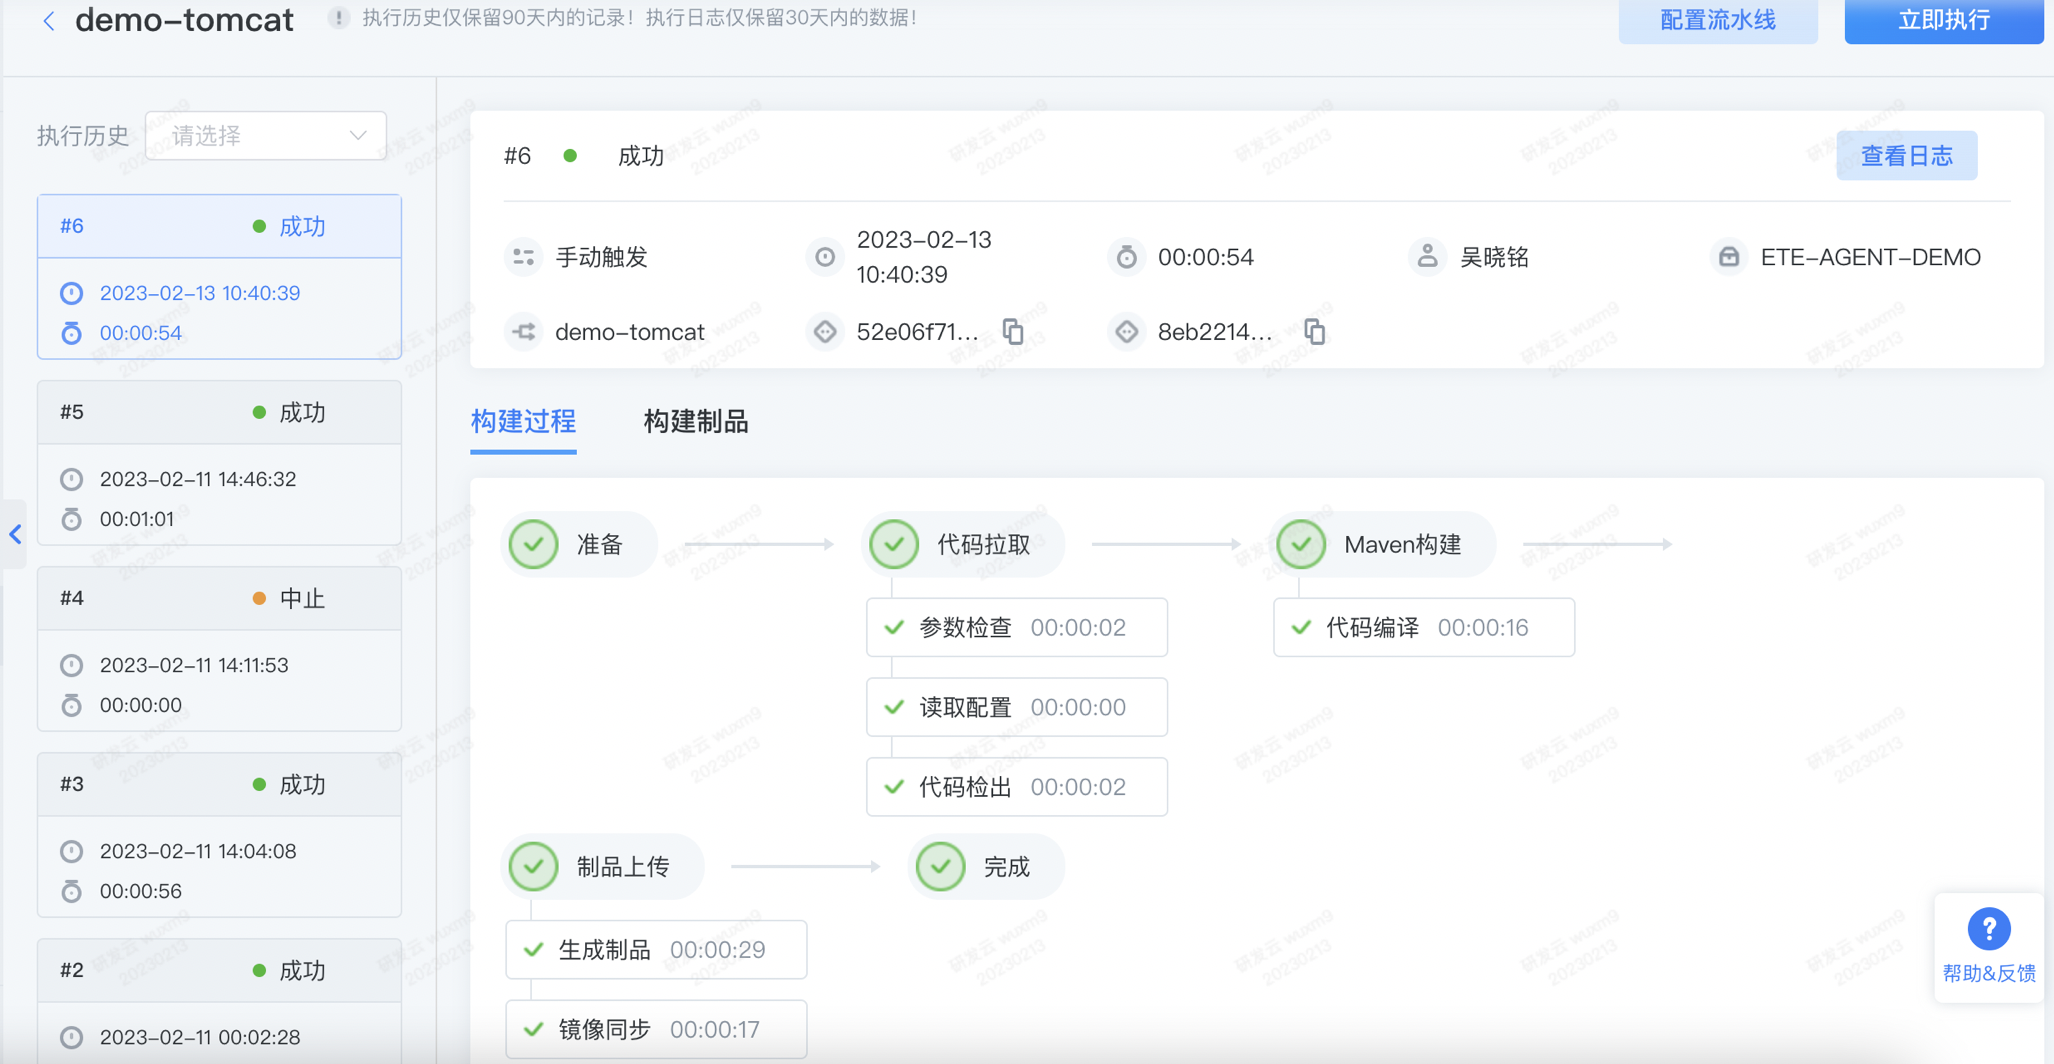 demo-tomcat
执行历史仅保留90天内的记录！执行日志仅保留30天内的数据！
配置流水线
立即执行
执行历史
请选择
#6 成功
2023-02-13 10:40:39
00:00:54
#5 成功
2023-02-11 14:46:32
00:01:01
#4 中止
2023-02-11 14:11:53
00:00:00
#3 成功
2023-02-11 14:04:08
00:00:56
#2 成功
2023-02-11 00:02:28
#6 成功
查看日志
手动触发
2023-02-13
10:40:39
00:00:54
吴晓铭
ETE-AGENT-DEMO
demo-tomcat
52e06f71...
8eb2214...
构建过程
构建制品
准备
代码拉取
Maven构建
参数检查 00:00:02
代码编译 00:00:16
读取配置 00:00:00
代码检出 00:00:02
制品上传
完成
生成制品 00:00:29
镜像同步 00:00:17
帮助&反馈
研发云 wuxm9
20230213